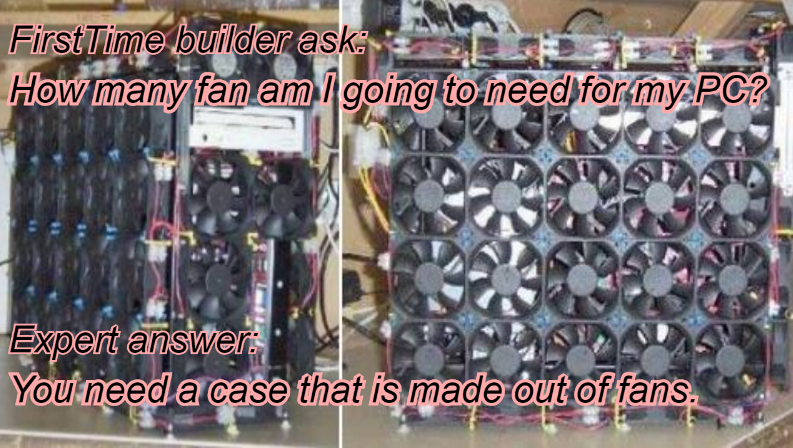 FirstTime builder ask:
How many fan am I going to need for my PC?
Expert answer:
You need a case that is made out of fans.